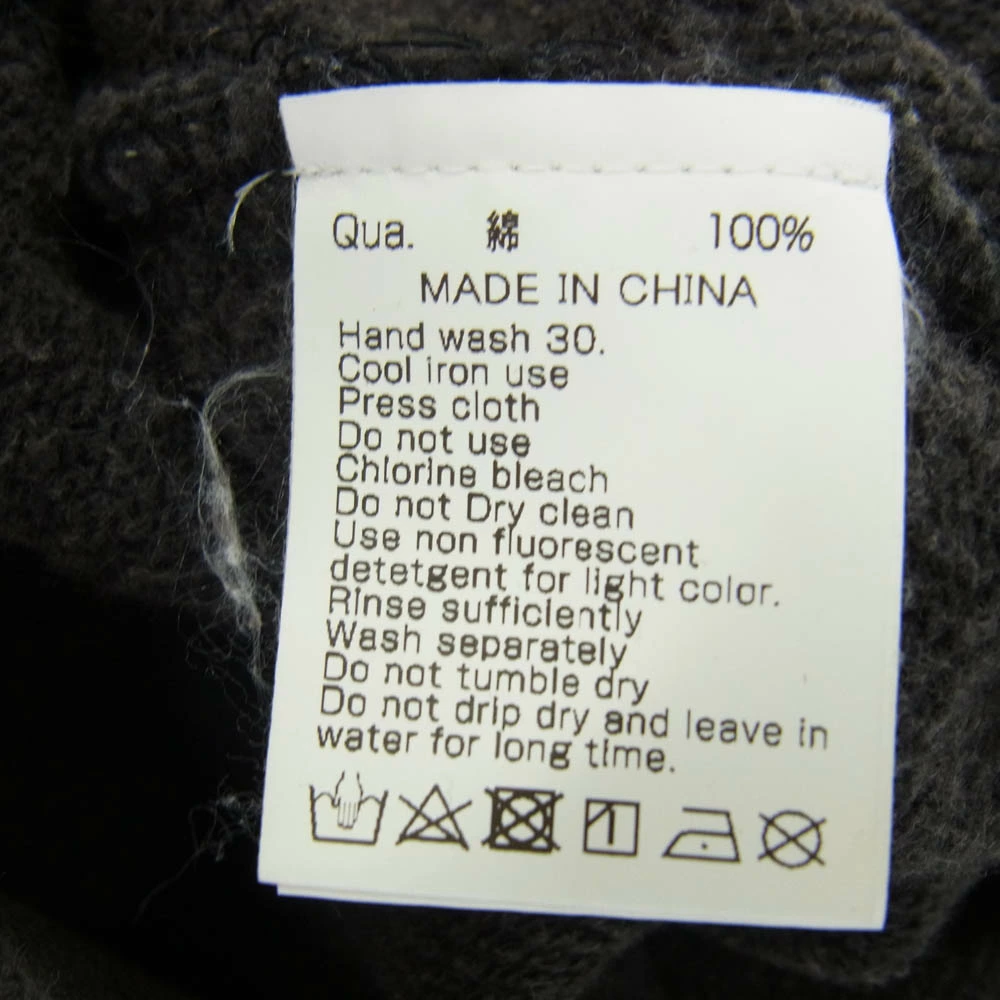 Qua. 綿 100%
MADE IN CHINA
Hand wash 30.
Cool iron use
Press cloth
Do not use
Chlorine bleach
Do not Dry clean
Use non fluorescent
detetgent for light color.
Rinse sufficiently
Wash separately
Do not tumble dry
Do not drip dry and leave in
water for long time.